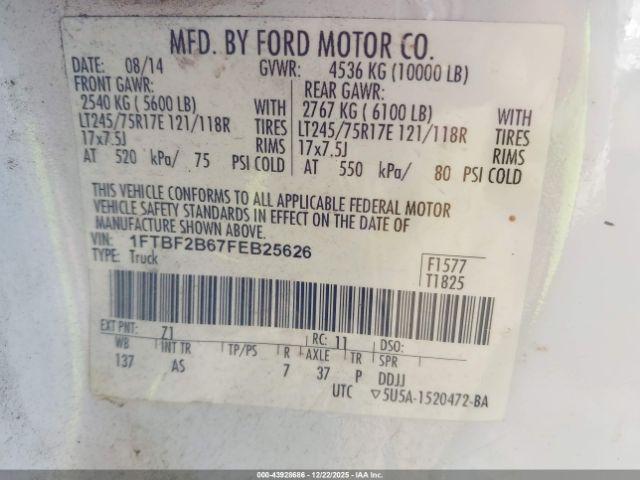 MFD. BY FORD MOTOR CO.
DATE: 08/14 GVWR: 4536 KG (10000 LB)
FRONT GAWR: REAR GAWR:
2540 KG ( 5600 LB) WITH 2767 KG ( 6100 LB) WITH
LT245/75R17E 121/118R TIRES LT245/75R17E 121/118R TIRES
17x7.5J RIMS 17x7.5J RIMS
AT 520 kPa/ 75 PSI COLD AT 550 kPa/ 80 PSI COLD
THIS VEHICLE CONFORMS TO ALL APPLICABLE FEDERAL MOTOR
VEHICLE SAFETY STANDARDS IN EFFECT ON THE DATE OF
MANUFACTURE SHOWN ABOVE.
VIN: 1FTBF2B67FEB25626
TYPE: Truck
F1577
T1825
EXT PNT: Z1 RC: 11 DSO:
WB INT TR TP/PS R AXLE TR SPR
137 AS 7 37 P DDJJ
UTC ▽5U5A-1520472-BA
000-43928686 - 12/22/2025 - IAA Inc.